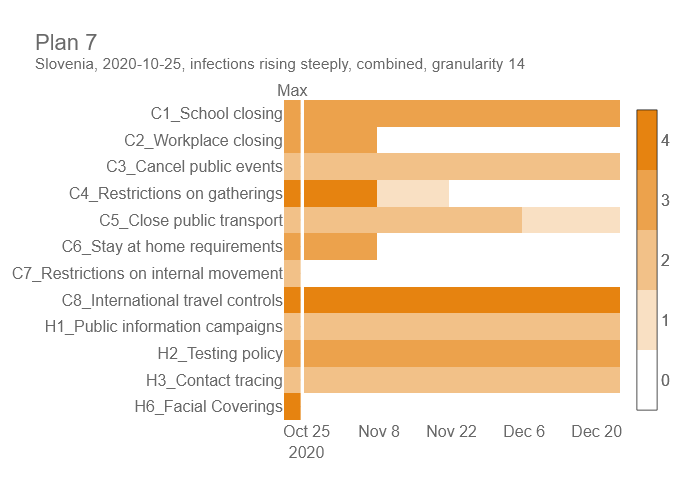 Plan 7
Slovenia, 2020-10-25, infections rising steeply, combined, granularity 14
Max
C1_School closing
C2_Workplace closing
C3_Cancel public events
C4_Restrictions on gatherings
C5_Close public transport
C6_Stay at home requirements
C7_Restrictions on internal movement
C8_International travel controls
H1_Public information campaigns
H2_Testing policy
H3_Contact tracing
H6_Facial Coverings
Oct 25 Nov 8 Nov 22 Dec 6 Dec 20
2020
4
3
2
1
0